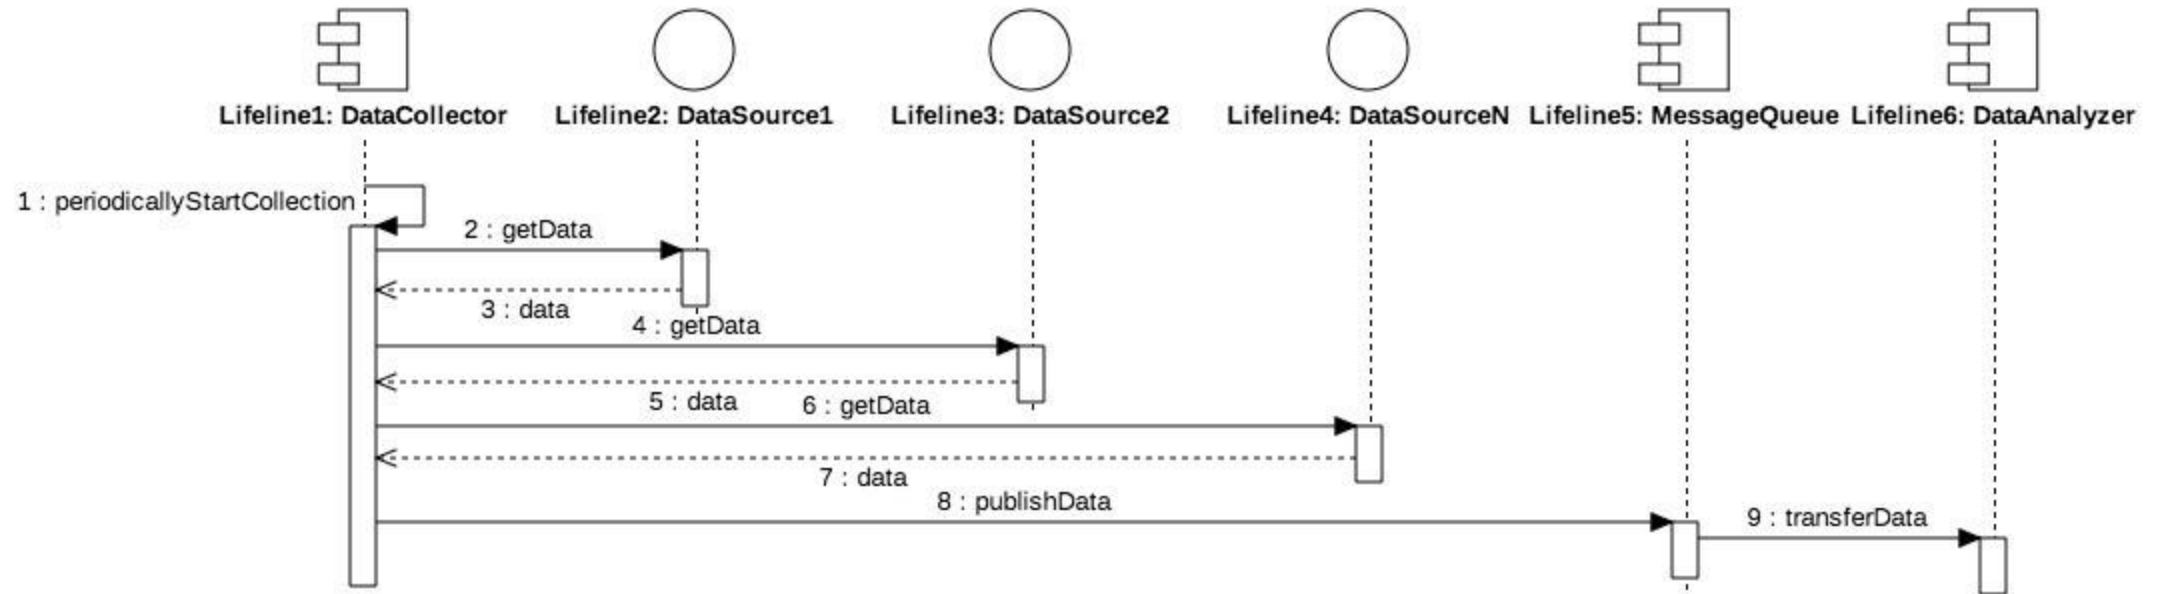 Lifeline1: DataCollector
Lifeline2: DataSource1
Lifeline3: DataSource2
Lifeline4: DataSourceN
Lifeline5: MessageQueue
Lifeline6: DataAnalyzer
1 : periodicallyStartCollection
2 : getData
3 : data
4 : getData
5 : data
6 : getData
7 : data
8 : publishData
9 : transferData